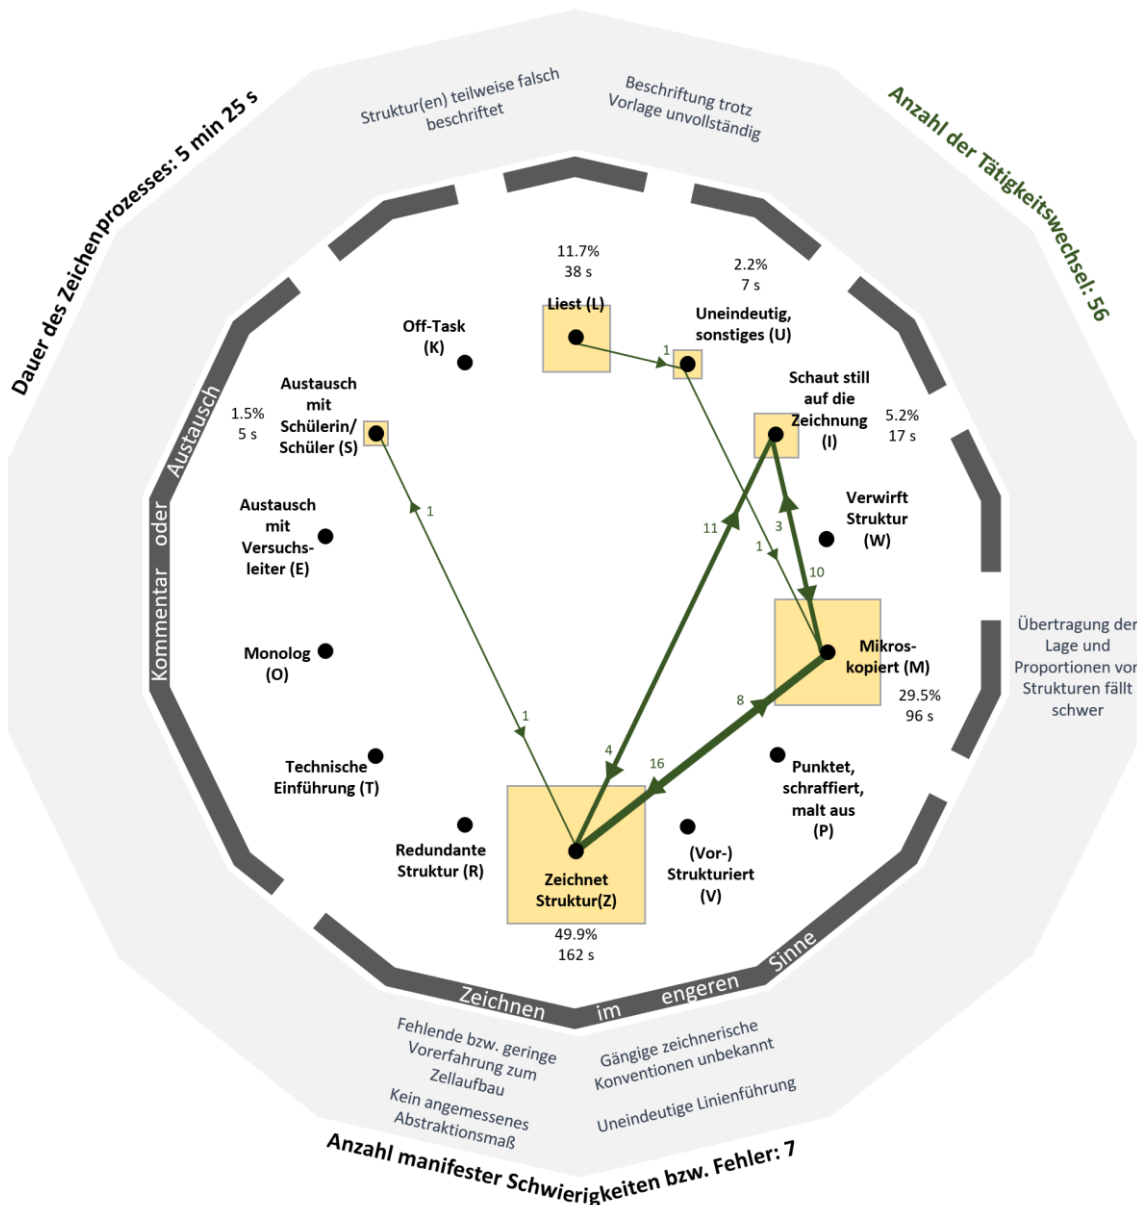 Dauer des Zeichenprozesses: 5 min 25 s
Anzahl der Tätigkeitswechsel: 56
Struktur(en) teilweise falsch
beschriftet
Beschriftung trotz
Vorlage unvollständig
11.7%
38 s
Liest (L)
2.2%
7 s
Uneindeutig,
sonstiges (U)
Off-Task
(K)
1
Austausch
mit
Schülerin/
Schüler (S)
1.5%
5 s
Schaut still
auf die
Zeichnung
(I)
5.2%
17 s
Kommentar oder Austausch
Austausch
mit
Versuchs-
leiter (E)
1
11
3
1
10
Verwirft
Struktur
(W)
Monolog
(O)
Mikros-
kopiert (M)
29.5%
96 s
Übertragung der
Lage und
Proportionen von
Strukturen fällt
schwer
1
8
4
16
Technische
Einführung (T)
Punktet,
schraffiert,
malt aus
(P)
Redundante
Struktur (R)
Zeichnet
Struktur(Z)
49.9%
162 s
(Vor-)
Strukturiert
(V)
Zeichnen im engeren Sinne
Fehlende bzw. geringe
Vorerfahrung zum
Zellaufbau
Kein angemessenes
Abstraktionsmaß
Gängige zeichnerische
Konventionen unbekannt
Uneindeutige Linienführung
Anzahl manifester Schwierigkeiten bzw. Fehler: 7